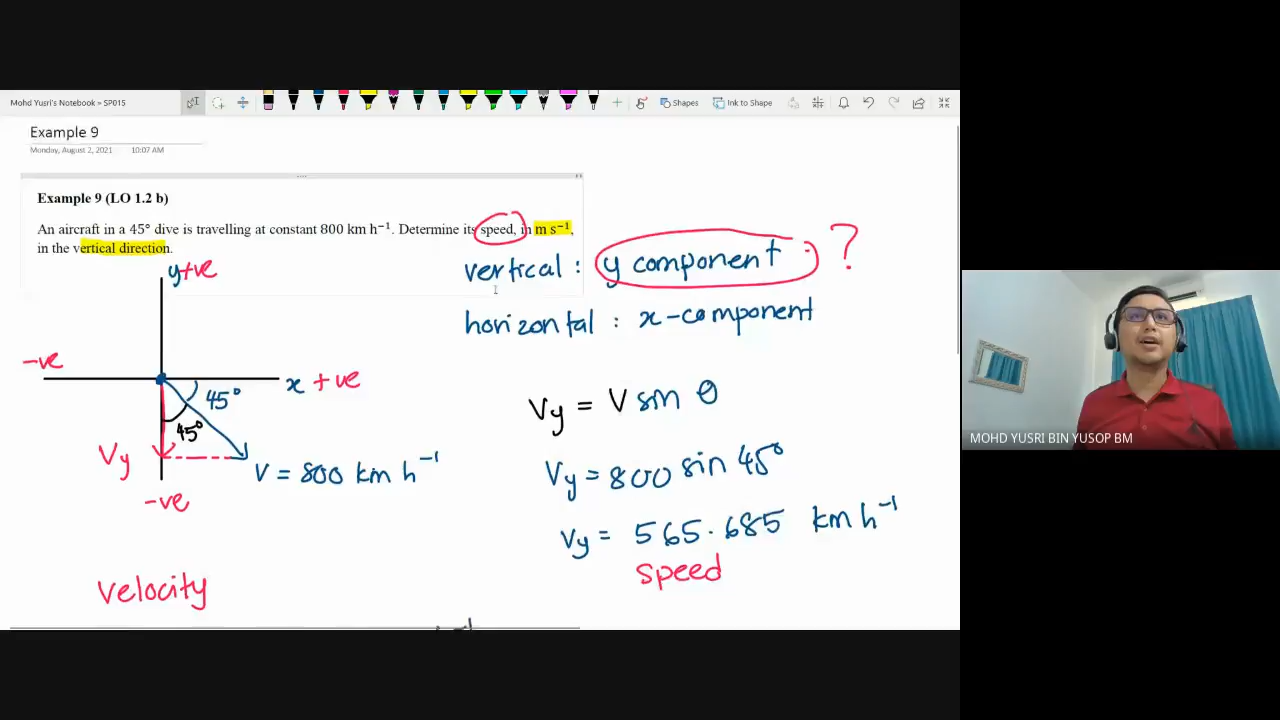 Mohd Yusri's Notebook » SP015
Shapes
Ink to Shape
Example 9
Monday, August 2, 2021 10:07 AM
Example 9 (LO 1.2 b)
An aircraft in a 45° dive is travelling at constant 800 km h⁻¹. Determine its speed, in m s⁻¹,
in the vertical direction.
y+ve
vertical : y component ?
horizontal : x-component
-ve
x +ve
45°
45°
Vy
V = 800 km h⁻¹
-ve
Vy = V sin θ
Vy = 800 sin 45°
Vy = 565.685 km h⁻¹
speed
velocity
MOHD YUSRI BIN YUSOP BM